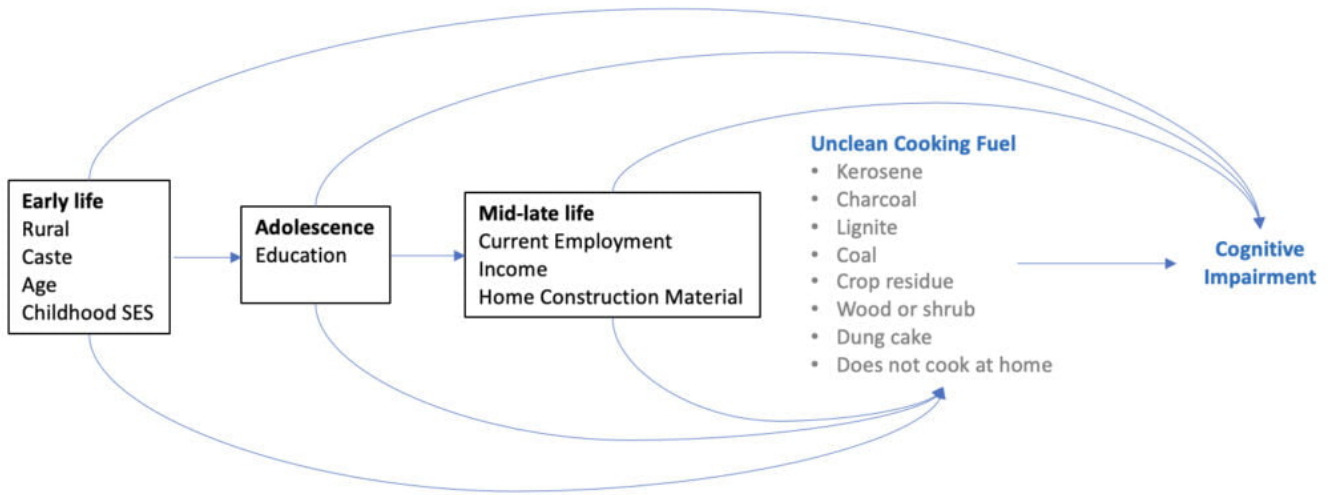 Early life
Rural
Caste
Age
Childhood SES
Adolescence
Education
Mid-late life
Current Employment
Income
Home Construction Material
Unclean Cooking Fuel
• Kerosene
• Charcoal
• Lignite
• Coal
• Crop residue
• Wood or shrub
• Dung cake
• Does not cook at home
Cognitive
Impairment